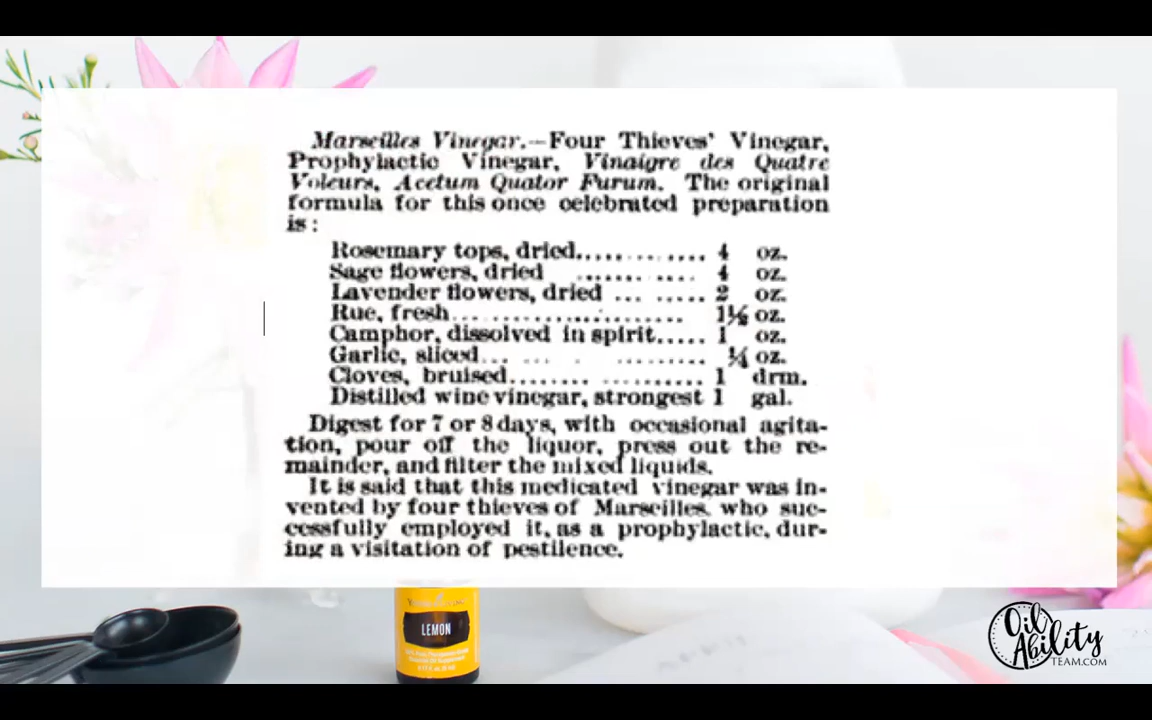 Marseilles Vinegar.—Four Thieves' Vinegar,
Prophylactic Vinegar, Vinaigre des Quatre
Voleurs, Acetum Quator Furum. The original
formula for this once celebrated preparation
is:
Rosemary tops, dried............... 4 oz.
Sage flowers, dried ............. 4 oz.
Lavender flowers, dried ... ...... 2 oz.
Rue, fresh........................ 1½ oz.
Camphor, dissolved in spirit..... 1 oz.
Garlic, sliced... ... . ......... ¼ oz.
Cloves, bruised........ .......... 1 drm.
Distilled wine vinegar, strongest 1 gal.
Digest for 7 or 8 days, with occasional agita-
tion, pour off the liquor, press out the re-
mainder, and filter the mixed liquids.
It is said that this medicated vinegar was in-
vented by four thieves of Marseilles, who suc-
cessfully employed it, as a prophylactic, dur-
ing a visitation of pestilence.
LEMON
Oil
Ability
TEAM.COM